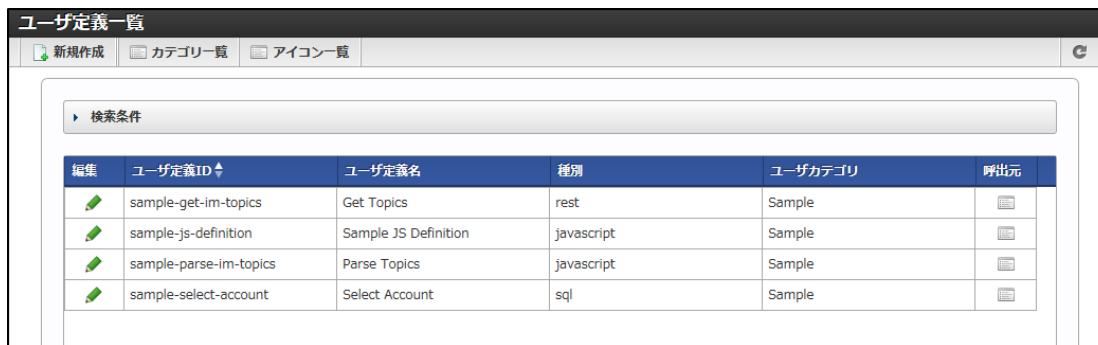 ユーザ定義一覧
新規作成 カテゴリ一覧 アイコン一覧
検索条件
編集 ユーザ定義ID ユーザ定義名 種別 ユーザカテゴリ 呼出元
sample-get-im-topics Get Topics rest Sample
sample-js-definition Sample JS Definition javascript Sample
sample-parse-im-topics Parse Topics javascript Sample
sample-select-account Select Account sql Sample